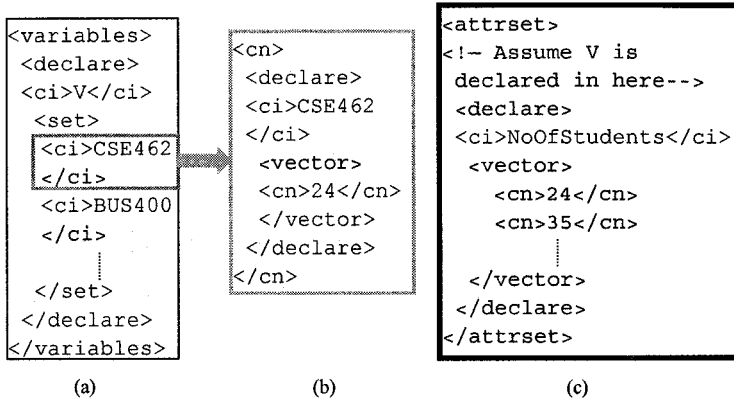 <variables>
<declare>
<ci>V</ci>
<set>
<ci>CSE462
</ci>
<ci>BUS400
</ci>
</set>
</declare>
</variables>
(a)
<cn>
<declare>
<ci>CSE462
</ci>
<vector>
<cn>24</cn>
</vector>
</declare>
</cn>
(b)
<attrset>
<!— Assume V is
declared in here-->
<declare>
<ci>NoOfStudents</ci>
<vector>
<cn>24</cn>
<cn>35</cn>
</vector>
</declare>
</attrset>
(c)